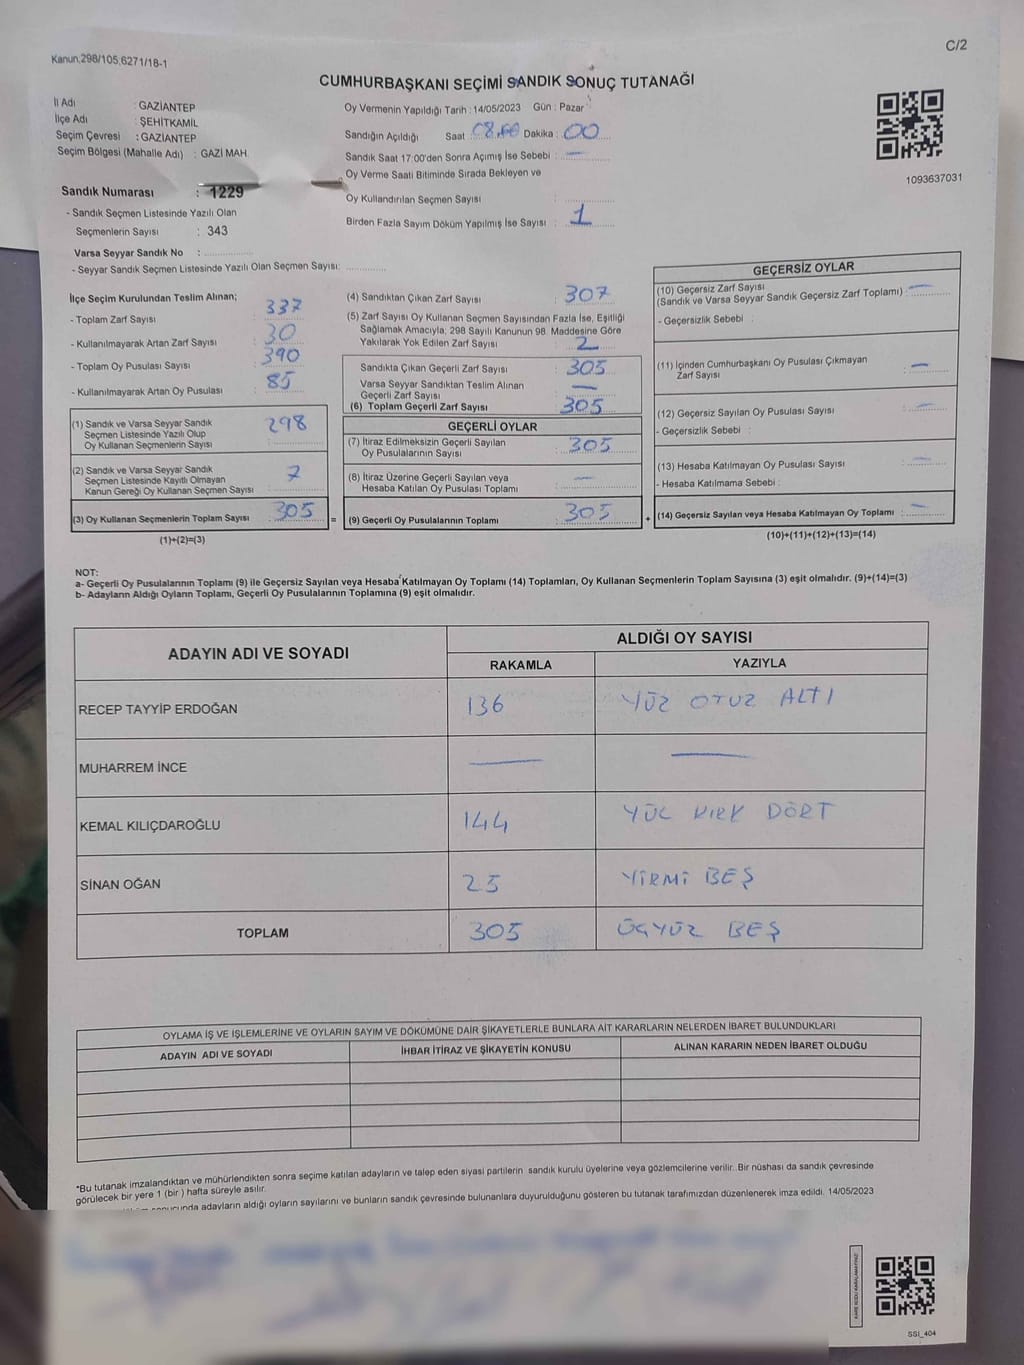 Kanun.298/105,6271/18-1
C/2
CUMHURBAŞKANI SEÇİMİ SANDIK SONUÇ TUTANAĞI
İl Adı : GAZİANTEP
İlçe Adı : ŞEHİTKAMİL
Seçim Çevresi : GAZİANTEP
Seçim Bölgesi (Mahalle Adı) : GAZİ MAH.
Sandık Numarası : 1229
- Sandık Seçmen Listesinde Yazılı Olan
Seçmenlerin Sayısı : 343
Varsa Seyyar Sandık No :
- Seyyar Sandık Seçmen Listesinde Yazılı Olan Seçmen Sayısı:
Oy Vermenin Yapıldığı Tarih : 14/05/2023 Gün : Pazar
Sandığın Açıldığı Saat : 08.00 Dakika : 00
Sandık Saat 17:00'den Sonra Açımış İse Sebebi : —
Oy Verme Saati Bitiminde Sırada Bekleyen ve
Oy Kullandırılan Seçmen Sayısı :
Birden Fazla Sayım Döküm Yapılmış İse Sayısı : 1
1093637031
İlçe Seçim Kurulundan Teslim Alınan;
- Toplam Zarf Sayısı : 337
- Kullanılmayarak Artan Zarf Sayısı : 30
- Toplam Oy Pusulası Sayısı : 390
- Kullanılmayarak Artan Oy Pusulası : 85
(1) Sandık ve Varsa Seyyar Sandık
Seçmen Listesinde Yazılı Olup
Oy Kullanan Seçmenlerin Sayısı : 298
(2) Sandık ve Varsa Seyyar Sandık
Seçmen Listesinde Kayıtlı Olmayan
Kanun Gereği Oy Kullanan Seçmen Sayısı : 7
(3) Oy Kullanan Seçmenlerin Toplam Sayısı : 305
(1)+(2)=(3)
(4) Sandıktan Çıkan Zarf Sayısı : 307
(5) Zarf Sayısı Oy Kullanan Seçmen Sayısından Fazla İse, Eşitliği
Sağlamak Amacıyla; 298 Sayılı Kanunun 98. Maddesine Göre
Yakılarak Yok Edilen Zarf Sayısı : 2
Sandıkta Çıkan Geçerli Zarf Sayısı : 305
Varsa Seyyar Sandıktan Teslim Alınan
Geçerli Zarf Sayısı : —
(6) Toplam Geçerli Zarf Sayısı : 305
GEÇERLİ OYLAR
(7) İtiraz Edilmeksizin Geçerli Sayılan
Oy Pusulalarının Sayısı : 305
(8) İtiraz Üzerine Geçerli Sayılan veya
Hesaba Katılan Oy Pusulası Toplamı : —
= (9) Geçerli Oy Pusulalarının Toplamı : 305
GEÇERSİZ OYLAR
(10) Geçersiz Zarf Sayısı
(Sandık ve Varsa Seyyar Sandık Geçersiz Zarf Toplamı) : —
- Geçersizlik Sebebi :
(11) İçinden Cumhurbaşkanı Oy Pusulası Çıkmayan
Zarf Sayısı : —
(12) Geçersiz Sayılan Oy Pusulası Sayısı : —
- Geçersizlik Sebebi :
(13) Hesaba Katılmayan Oy Pusulası Sayısı : —
- Hesaba Katılmama Sebebi :
+ (14) Geçersiz Sayılan veya Hesaba Katılmayan Oy Toplamı : —
(10)+(11)+(12)+(13)=(14)
NOT:
a- Geçerli Oy Pusulalarının Toplamı (9) ile Geçersiz Sayılan veya Hesaba Katılmayan Oy Toplamı (14) Toplamları, Oy Kullanan Seçmenlerin Toplam Sayısına (3) eşit olmalıdır. (9)+(14)=(3)
b- Adayların Aldığı Oyların Toplamı, Geçerli Oy Pusulalarının Toplamına (9) eşit olmalıdır.
ADAYIN ADI VE SOYADI
ALDIĞI OY SAYISI
RAKAMLA YAZIYLA
RECEP TAYYİP ERDOĞAN 136 YÜZ OTUZ ALTI
MUHARREM İNCE — —
KEMAL KILIÇDAROĞLU 144 YÜZ KIRK DÖRT
SİNAN OĞAN 25 YİRMİ BEŞ
TOPLAM 305 ÜÇYÜZ BEŞ
OYLAMA İŞ VE İŞLEMLERİNE VE OYLARIN SAYIM VE DÖKÜMÜNE DAİR ŞİKAYETLERLE BUNLARA AİT KARARLARIN NELERDEN İBARET BULUNDUKLARI
ADAYIN ADI VE SOYADI İHBAR İTİRAZ VE ŞİKAYETİN KONUSU ALINAN KARARIN NEDEN İBARET OLDUĞU
*Bu tutanak imzalandıktan ve mühürlendikten sonra seçime katılan adayların ve talep eden siyasi partilerin sandık kurulu üyelerine veya gözlemcilerine verilir. Bir nüshası da sandık çevresinde
görülecek bir yere 1 (bir) hafta süreyle asılır.
adayların aldığı oyların sayılarını ve bunların sandık çevresinde bulunanlara duyurulduğunu gösteren bu tutanak tarafımızdan düzenlenerek imza edildi. 14/05/2023
KARE KODU KARALAMAYINIZ!
SSI_404